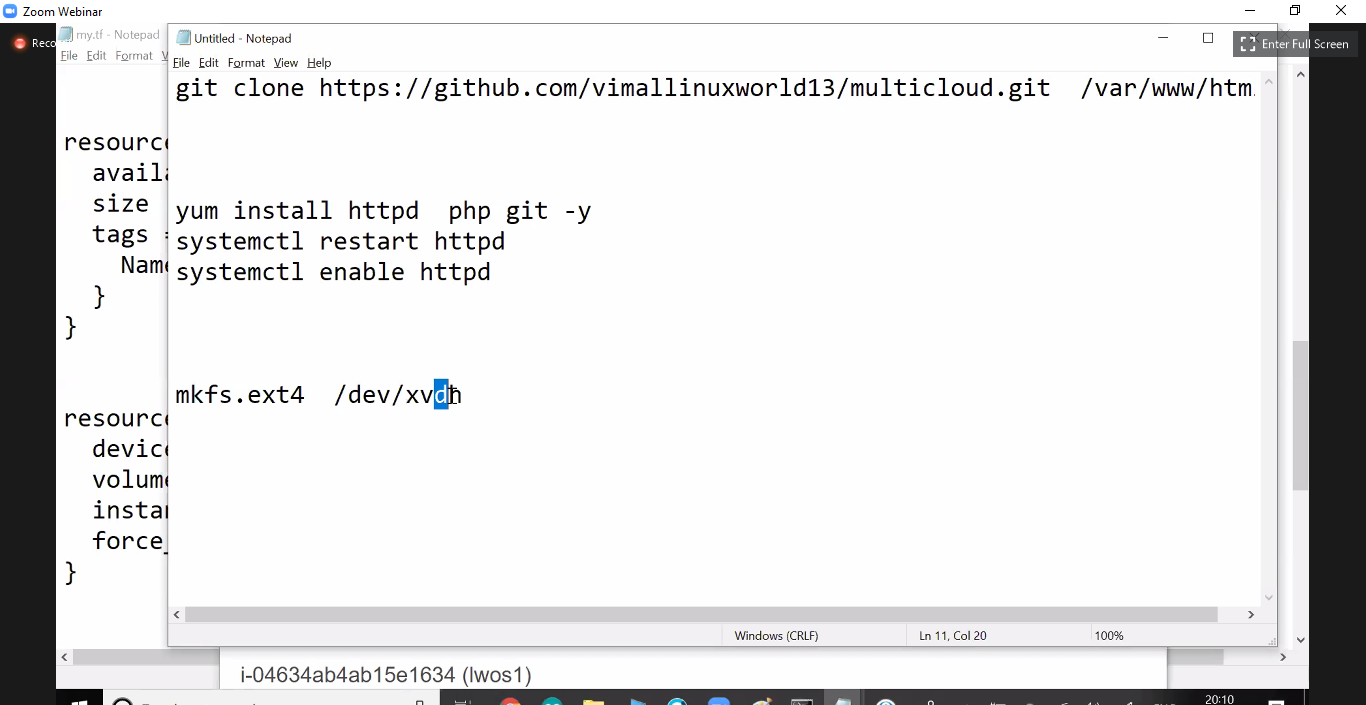 Zoom Webinar
Reco
my.tf - Notepad
File Edit Format
Untitled - Notepad
Enter Full Screen
File Edit Format View Help
git clone https://github.com/vimallinuxworld13/multicloud.git /var/www/htm
resource
availa
size
tags =
Name
}
}
yum install httpd php git -y
systemctl restart httpd
systemctl enable httpd
mkfs.ext4 /dev/xvdh
resource
device
volume
instan
force_
}
Windows (CRLF) Ln 11, Col 20 100%
i-04634ab4ab15e1634 (lwos1)
20:10